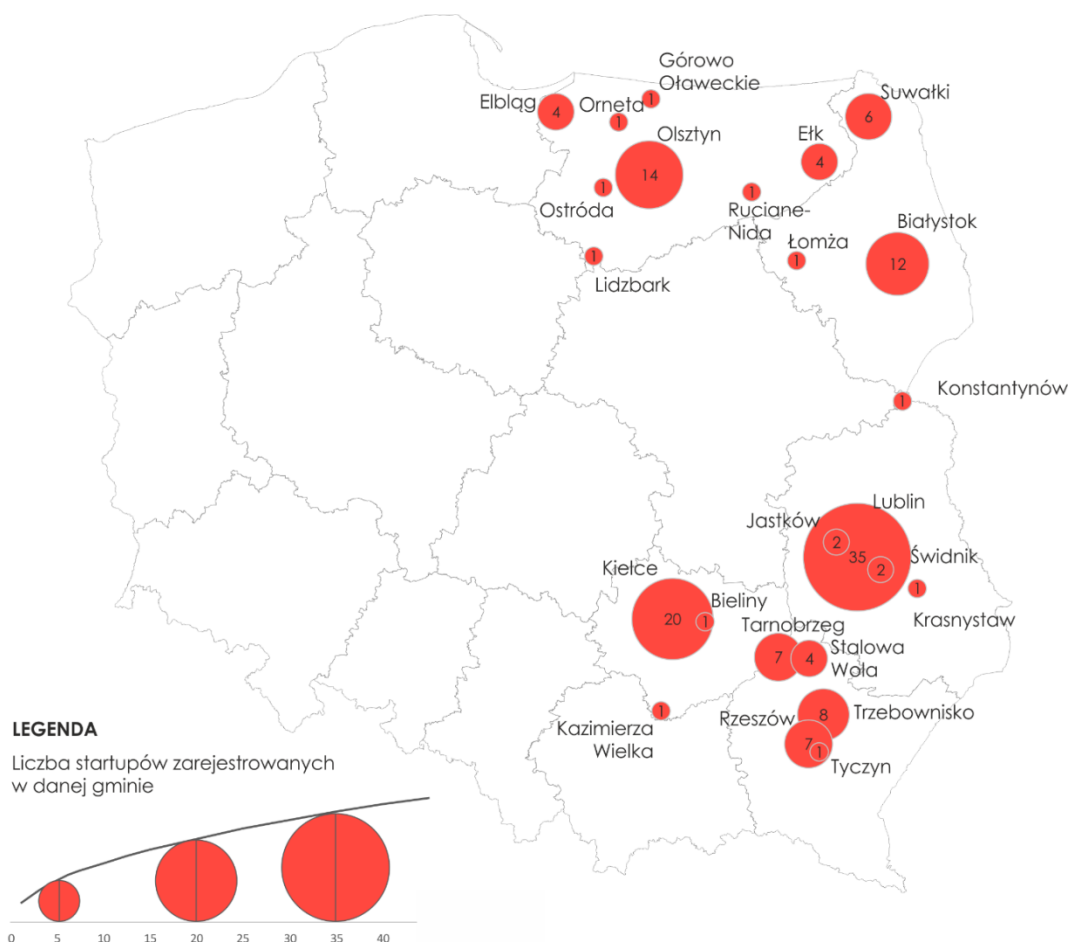 Górowo
Oławeckie
1
Elbląg
4
Orneta
1
Suwałki
6
Olsztyn
14
Ełk
4
1
Ostróda
1
Ruciane-
Nida
Łomża
1
Białystok
12
1
Lidzbark
Konstantynów
1
Lublin
35
Jastków
2
Świdnik
2
Krasnystaw
1
Kiełce
20
Bieliny
1
Tarnobrzeg
7
Stalowa
Woła
4
Kazimierza
Wielka
1
Rzeszów
7
Trzebownisko
8
Tyczyn
1
LEGENDA
Liczba startupów zarejestrowanych
w danej gminie
0 5 10 15 20 25 30 35 40